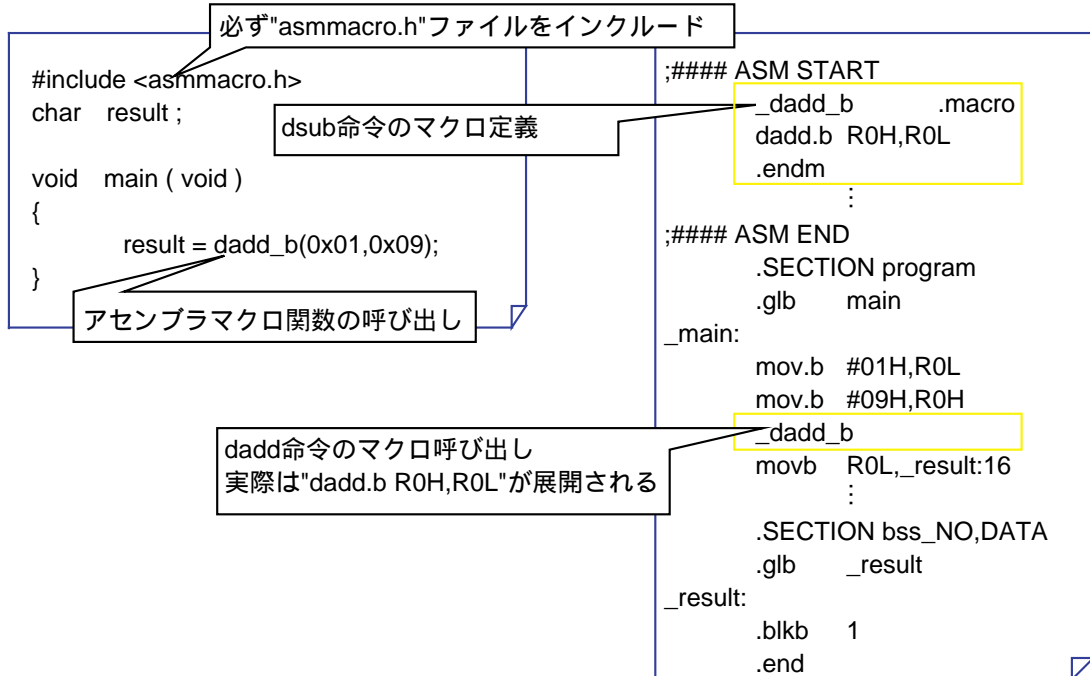 必ず"asmmacro.h"ファイルをインクルード
#include <asmmacro.h>
char result ;
dsub命令のマクロ定義
void main ( void )
{
result = dadd_b(0x01,0x09);
}
アセンブラマクロ関数の呼び出し
;#### ASM START
_dadd_b .macro
dadd.b R0H,R0L
.endm
⋮
;#### ASM END
.SECTION program
.glb main
_main:
mov.b #01H,R0L
mov.b #09H,R0H
_dadd_b
dadd命令のマクロ呼び出し
実際は"dadd.b R0H,R0L"が展開される
movb R0L,_result:16
⋮
.SECTION bss_NO,DATA
.glb _result
_result:
.blkb 1
.end